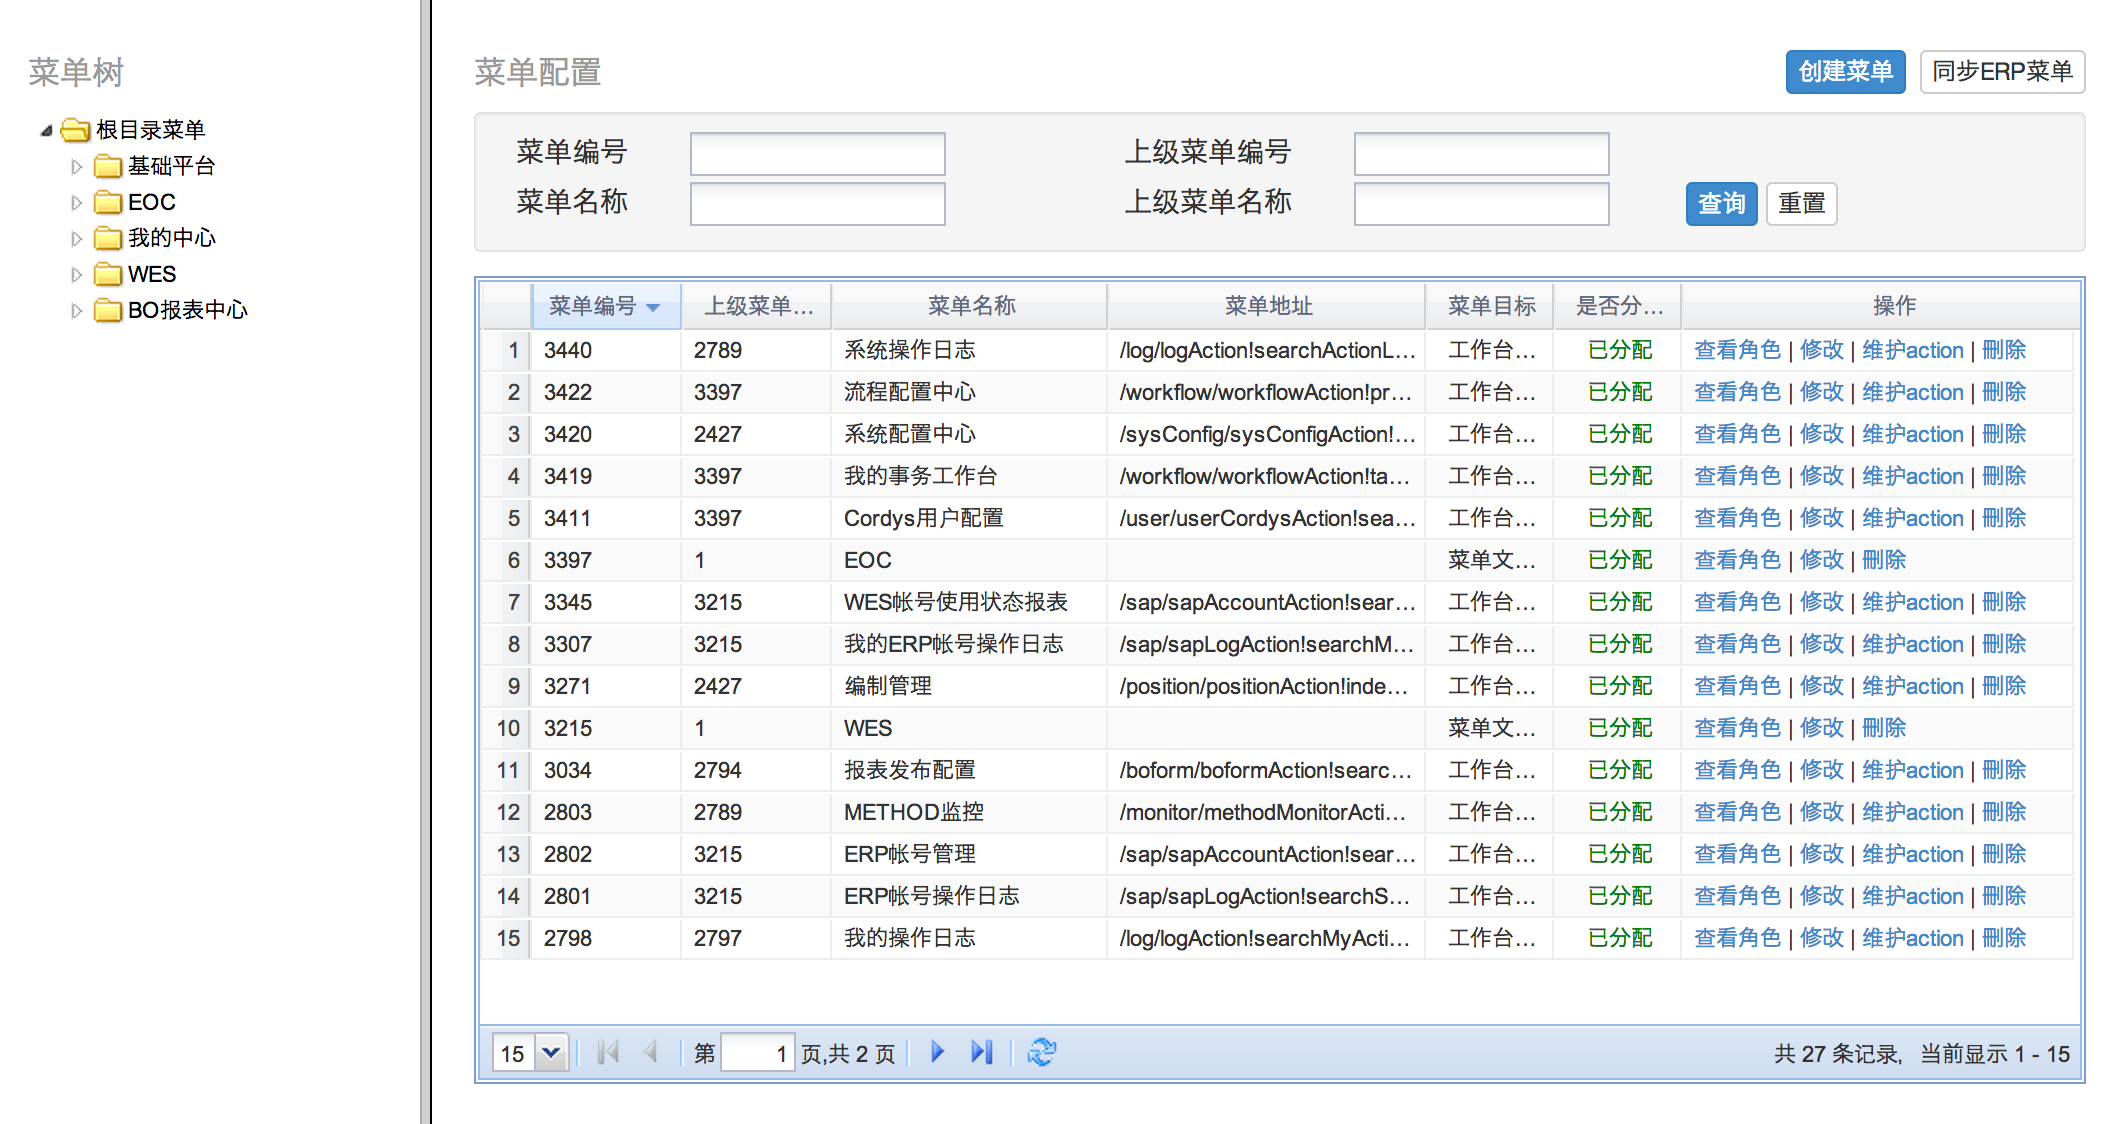 菜单树
根目录菜单
基础平台
EOC
我的中心
WES
BO报表中心
菜单配置
创建菜单 同步ERP菜单
菜单编号 上级菜单编号
菜单名称 上级菜单名称 查询 重置
菜单编号 上级菜单... 菜单名称 菜单地址 菜单目标 是否分... 操作
1 3440 2789 系统操作日志 /log/logAction!searchActionL... 工作台... 已分配 查看角色 | 修改 | 维护action | 刪除
2 3422 3397 流程配置中心 /workflow/workflowAction!pr... 工作台... 已分配 查看角色 | 修改 | 维护action | 刪除
3 3420 2427 系统配置中心 /sysConfig/sysConfigAction!... 工作台... 已分配 查看角色 | 修改 | 维护action | 刪除
4 3419 3397 我的事务工作台 /workflow/workflowAction!ta... 工作台... 已分配 查看角色 | 修改 | 维护action | 刪除
5 3411 3397 Cordys用户配置 /user/userCordysAction!sea... 工作台... 已分配 查看角色 | 修改 | 维护action | 刪除
6 3397 1 EOC 菜单文... 已分配 查看角色 | 修改 | 刪除
7 3345 3215 WES帐号使用状态报表 /sap/sapAccountAction!sear... 工作台... 已分配 查看角色 | 修改 | 维护action | 刪除
8 3307 3215 我的ERP帐号操作日志 /sap/sapLogAction!searchM... 工作台... 已分配 查看角色 | 修改 | 维护action | 刪除
9 3271 2427 编制管理 /position/positionAction!inde... 工作台... 已分配 查看角色 | 修改 | 维护action | 刪除
10 3215 1 WES 菜单文... 已分配 查看角色 | 修改 | 刪除
11 3034 2794 报表发布配置 /boform/boformAction!searc... 工作台... 已分配 查看角色 | 修改 | 维护action | 刪除
12 2803 2789 METHOD监控 /monitor/methodMonitorActi... 工作台... 已分配 查看角色 | 修改 | 维护action | 刪除
13 2802 3215 ERP帐号管理 /sap/sapAccountAction!sear... 工作台... 已分配 查看角色 | 修改 | 维护action | 刪除
14 2801 3215 ERP帐号操作日志 /sap/sapLogAction!searchS... 工作台... 已分配 查看角色 | 修改 | 维护action | 刪除
15 2798 2797 我的操作日志 /log/logAction!searchMyActi... 工作台... 已分配 查看角色 | 修改 | 维护action | 刪除
15 第 1 页,共 2 页 共 27 条记录, 当前显示 1 - 15